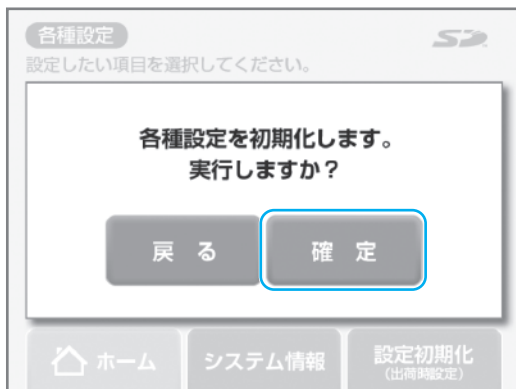 各種設定
SD
設定したい項目を選択してください。
各種設定を初期化します。
実行しますか？
戻 る
確 定
ホーム
システム情報
設定初期化
(出荷時設定)